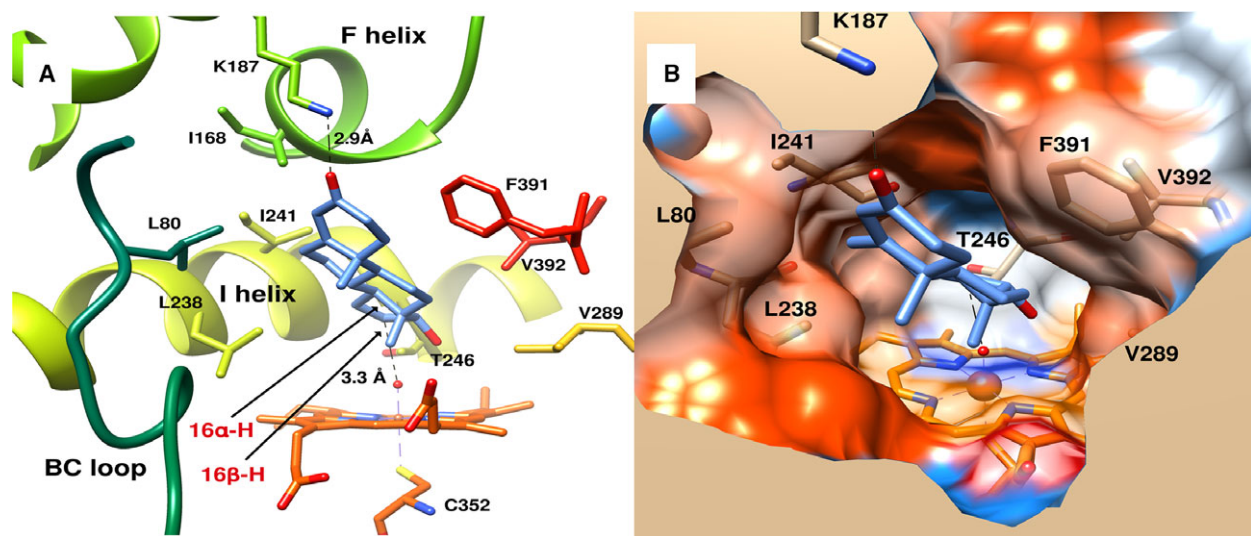 A
F helix
K187
I168
2.9Å
F391
L80
I241
V392
L238
I helix
V289
T246
3.3 Å
16α-H
BC loop
16β-H
C352
B
K187
I241
F391
V392
L80
T246
L238
V289